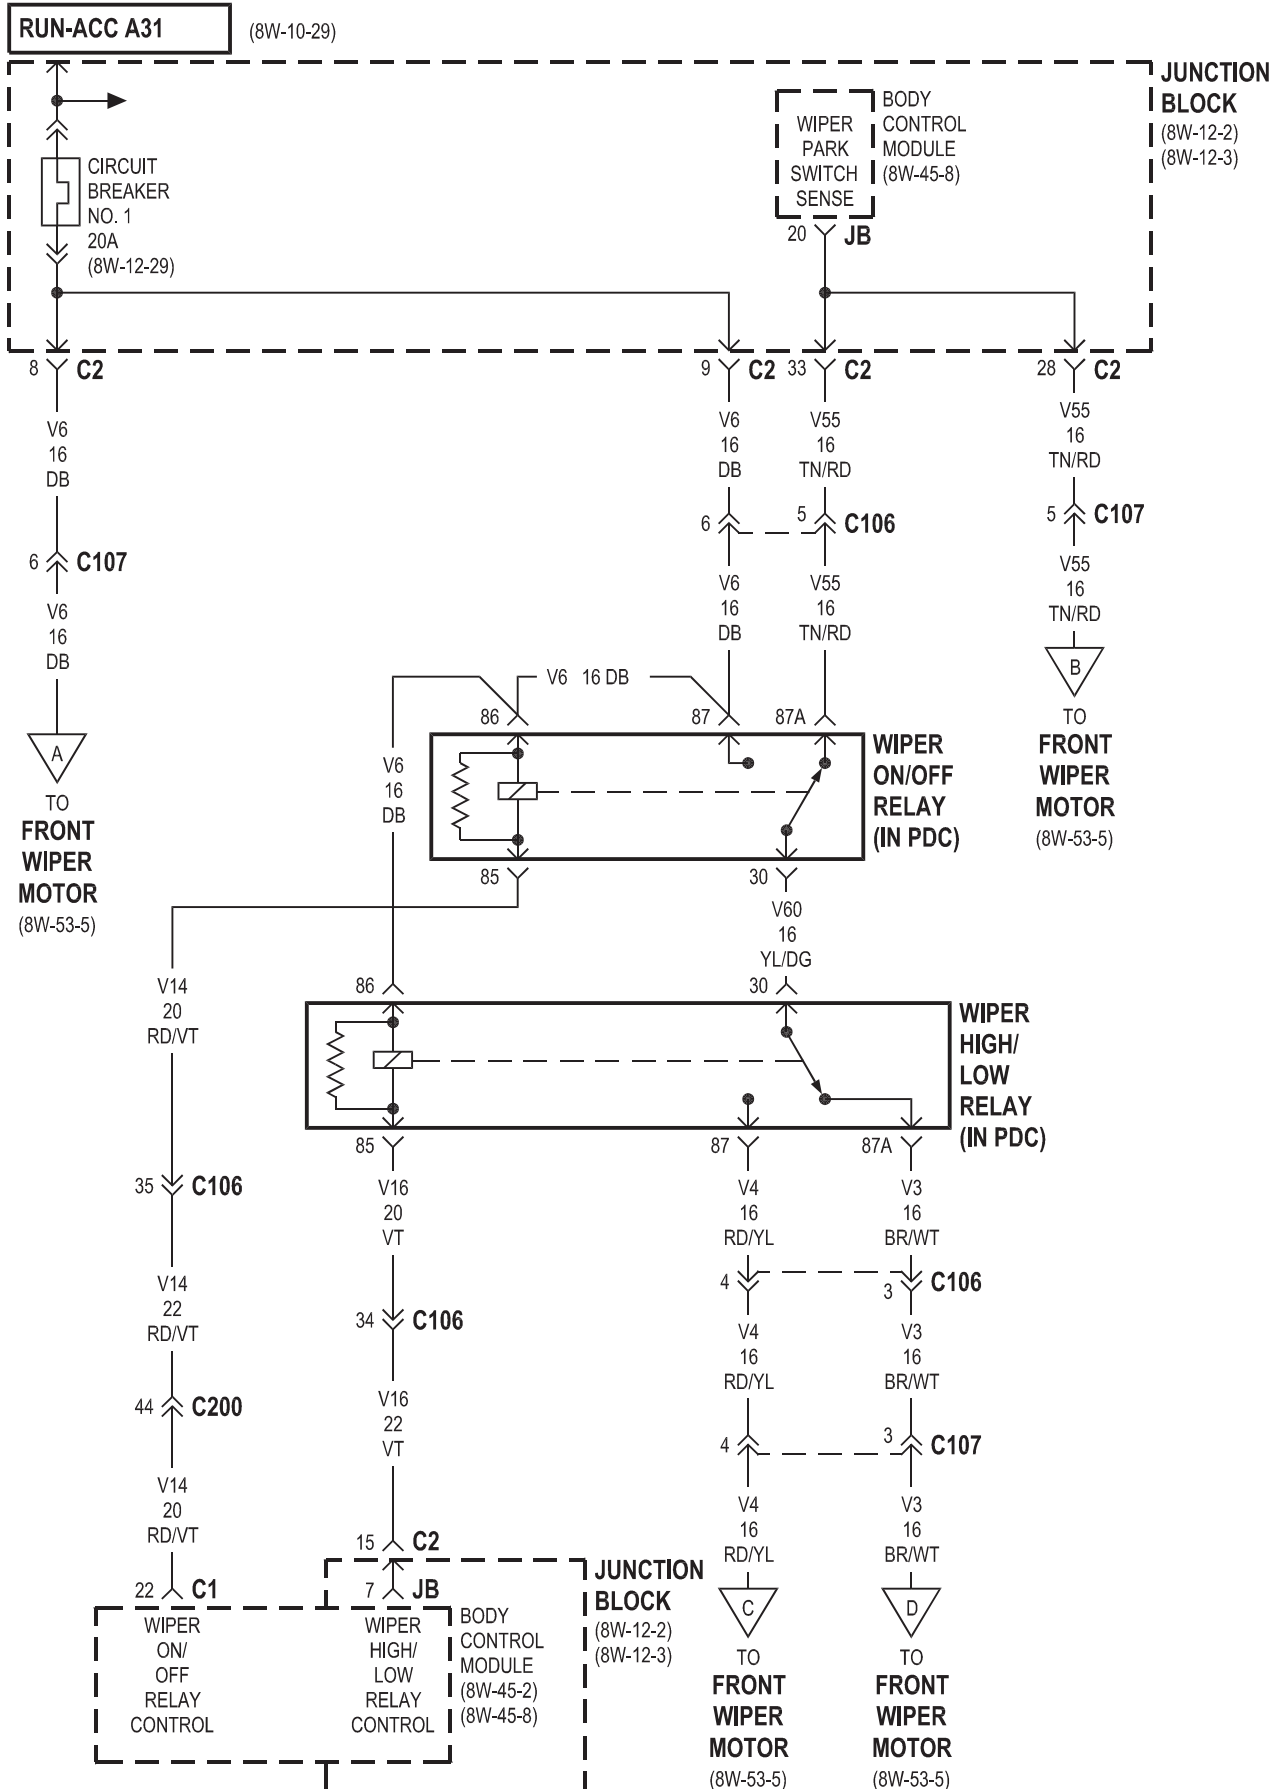 RUN-ACC A31
(8W-10-29)
JUNCTION
BLOCK
(8W-12-2)
(8W-12-3)
BODY
CONTROL
MODULE
(8W-45-8)
WIPER
PARK
SWITCH
SENSE
20
JB
CIRCUIT
BREAKER
NO. 1
20A
(8W-12-29)
8
C2
9
C2
33
C2
28
C2
V6
16
DB
V6
16
DB
V55
16
TN/RD
V55
16
TN/RD
6
C107
6
5
C106
5
C107
V6
16
DB
V6
16
DB
V55
16
TN/RD
V55
16
TN/RD
A
TO
FRONT
WIPER
MOTOR
(8W-53-5)
B
TO
FRONT
WIPER
MOTOR
(8W-53-5)
V6 16 DB
86
87
87A
WIPER
ON/OFF
RELAY
(IN PDC)
V6
16
DB
85
30
V60
16
YL/DG
V14
20
RD/VT
86
30
WIPER
HIGH/
LOW
RELAY
(IN PDC)
85
87
87A
35
C106
V16
20
VT
V4
16
RD/YL
V3
16
BR/WT
V14
22
RD/VT
34
C106
4
3
C106
V4
16
RD/YL
V3
16
BR/WT
44
C200
V16
22
VT
4
3
C107
V14
20
RD/VT
V4
16
RD/YL
V3
16
BR/WT
15
C2
22
C1
7
JB
JUNCTION
BLOCK
(8W-12-2)
(8W-12-3)
WIPER
ON/
OFF
RELAY
CONTROL
WIPER
HIGH/
LOW
RELAY
CONTROL
BODY
CONTROL
MODULE
(8W-45-2)
(8W-45-8)
C
TO
FRONT
WIPER
MOTOR
(8W-53-5)
D
TO
FRONT
WIPER
MOTOR
(8W-53-5)